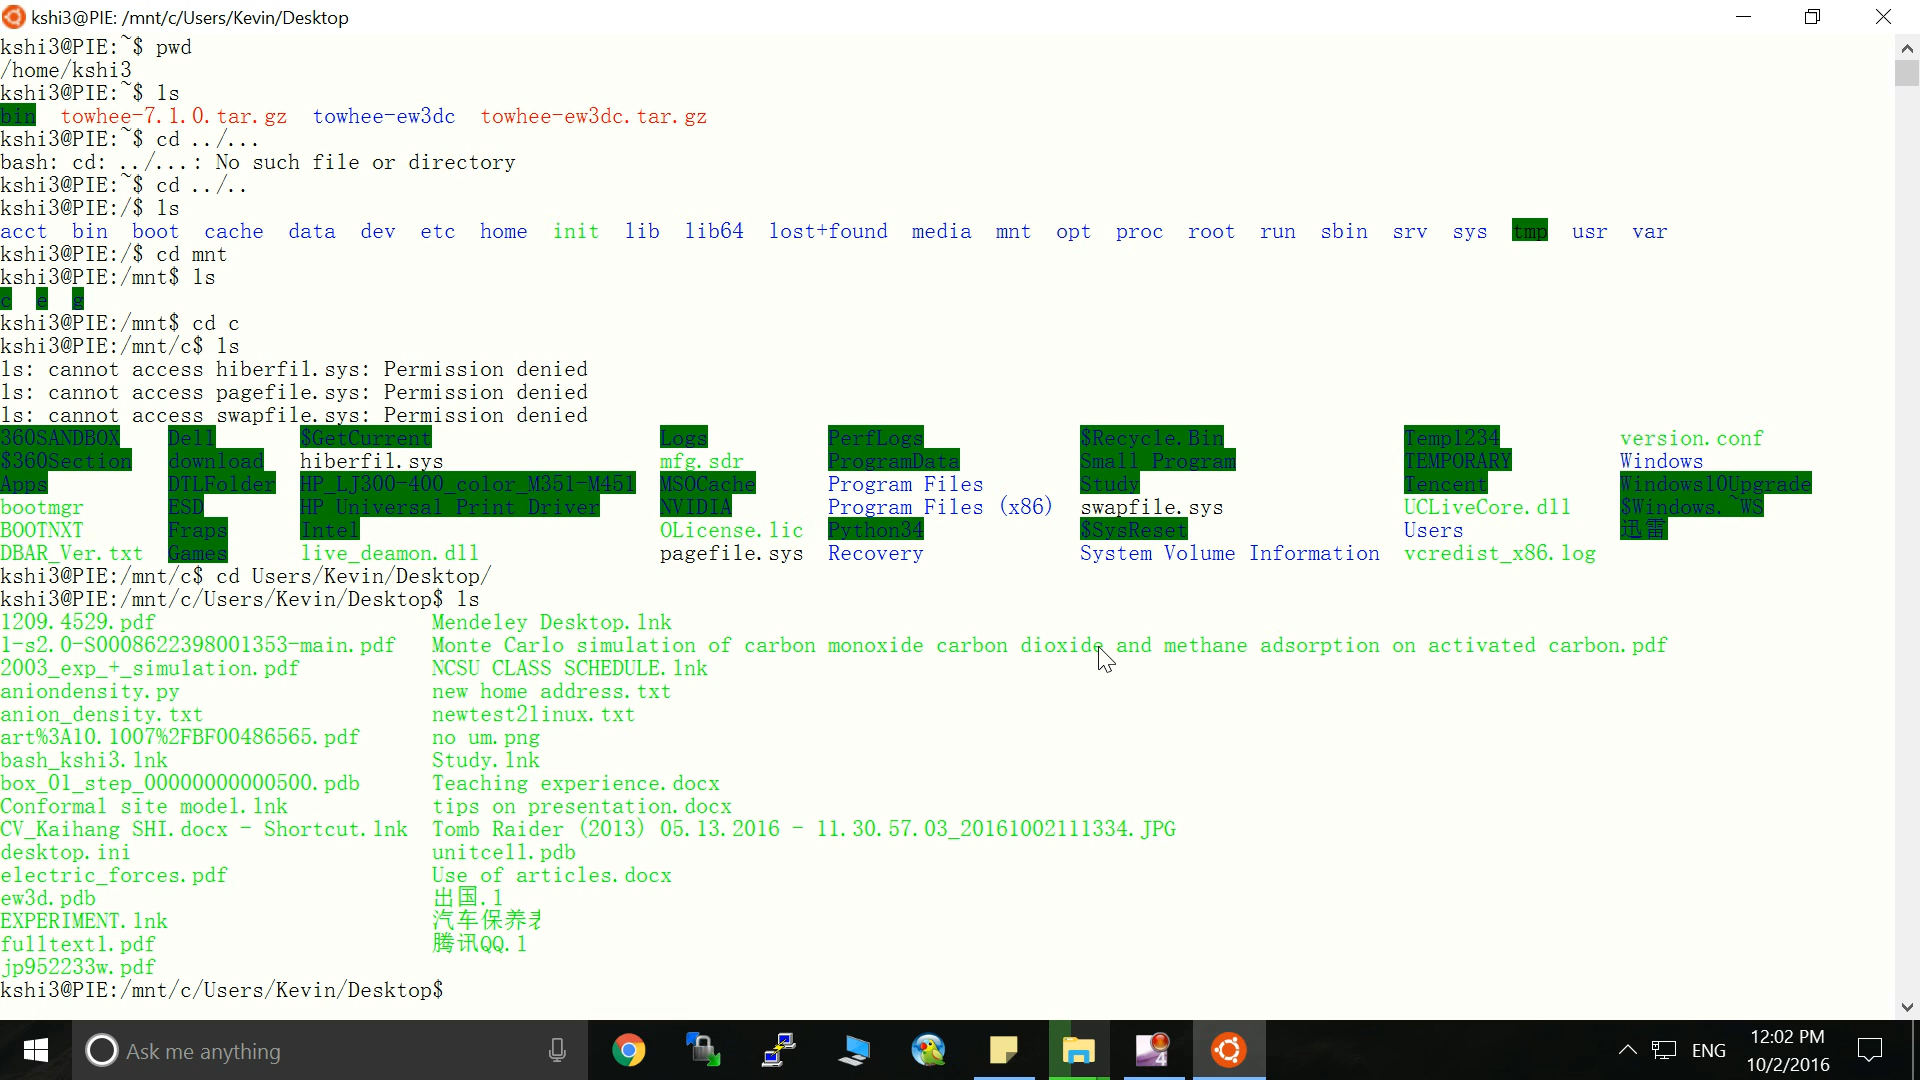 kshi3@PIE: /mnt/c/Users/Kevin/Desktop
kshi3@PIE:~$ pwd
/home/kshi3
kshi3@PIE:~$ ls
bin  towhee-7.1.0.tar.gz  towhee-ew3dc  towhee-ew3dc.tar.gz
kshi3@PIE:~$ cd ../...
bash: cd: ../...: No such file or directory
kshi3@PIE:~$ cd ../..
kshi3@PIE:/$ ls
acct  bin  boot  cache  data  dev  etc  home  init  lib  lib64  lost+found  media  mnt  opt  proc  root  run  sbin  srv  sys  tmp  usr  var
kshi3@PIE:/$ cd mnt
kshi3@PIE:/mnt$ ls
c  e  g
kshi3@PIE:/mnt$ cd c
kshi3@PIE:/mnt/c$ ls
ls: cannot access hiberfil.sys: Permission denied
ls: cannot access pagefile.sys: Permission denied
ls: cannot access swapfile.sys: Permission denied
360SANDBOX  Dell  $GetCurrent  Logs  PerfLogs  $Recycle.Bin  Temp1234  version.conf
$360Section  download  hiberfil.sys  mfg.sdr  ProgramData  Small Program  TEMPORARY  Windows
Apps  DTLFolder  HP_LJ300-400_color_M351-M451  MSOCache  Program Files  Study  Tencent  Windows10Upgrade
bootmgr  ESD  HP Universal Print Driver  NVIDIA  Program Files (x86)  swapfile.sys  UCLiveCore.dll  $Windows.~WS
BOOTNXT  Fraps  Intel  OLicense.lic  Python34  $SysReset  Users  迅雷
DBAR_Ver.txt  Games  live_deamon.dll  pagefile.sys  Recovery  System Volume Information  vcredist_x86.log
kshi3@PIE:/mnt/c$ cd Users/Kevin/Desktop/
kshi3@PIE:/mnt/c/Users/Kevin/Desktop$ ls
1209.4529.pdf  Mendeley Desktop.lnk
1-s2.0-S0008622398001353-main.pdf  Monte Carlo simulation of carbon monoxide carbon dioxide and methane adsorption on activated carbon.pdf
2003_exp_+_simulation.pdf  NCSU CLASS SCHEDULE.lnk
aniondensity.py  new home address.txt
anion_density.txt  newtest2linux.txt
art%3A10.1007%2FBF00486565.pdf  no um.png
bash_kshi3.lnk  Study.lnk
box_01_step_00000000000500.pdb  Teaching experience.docx
Conformal site model.lnk  tips on presentation.docx
CV_Kaihang SHI.docx - Shortcut.lnk  Tomb Raider (2013) 05.13.2016 - 11.30.57.03_20161002111334.JPG
desktop.ini  unitcell.pdb
electric_forces.pdf  Use of articles.docx
ew3d.pdb  出国.l
EXPERIMENT.lnk  汽车保养
fulltext1.pdf  腾讯QQ.l
jp952233w.pdf
kshi3@PIE:/mnt/c/Users/Kevin/Desktop$
Ask me anything
4
ENG
12:02 PM
10/2/2016